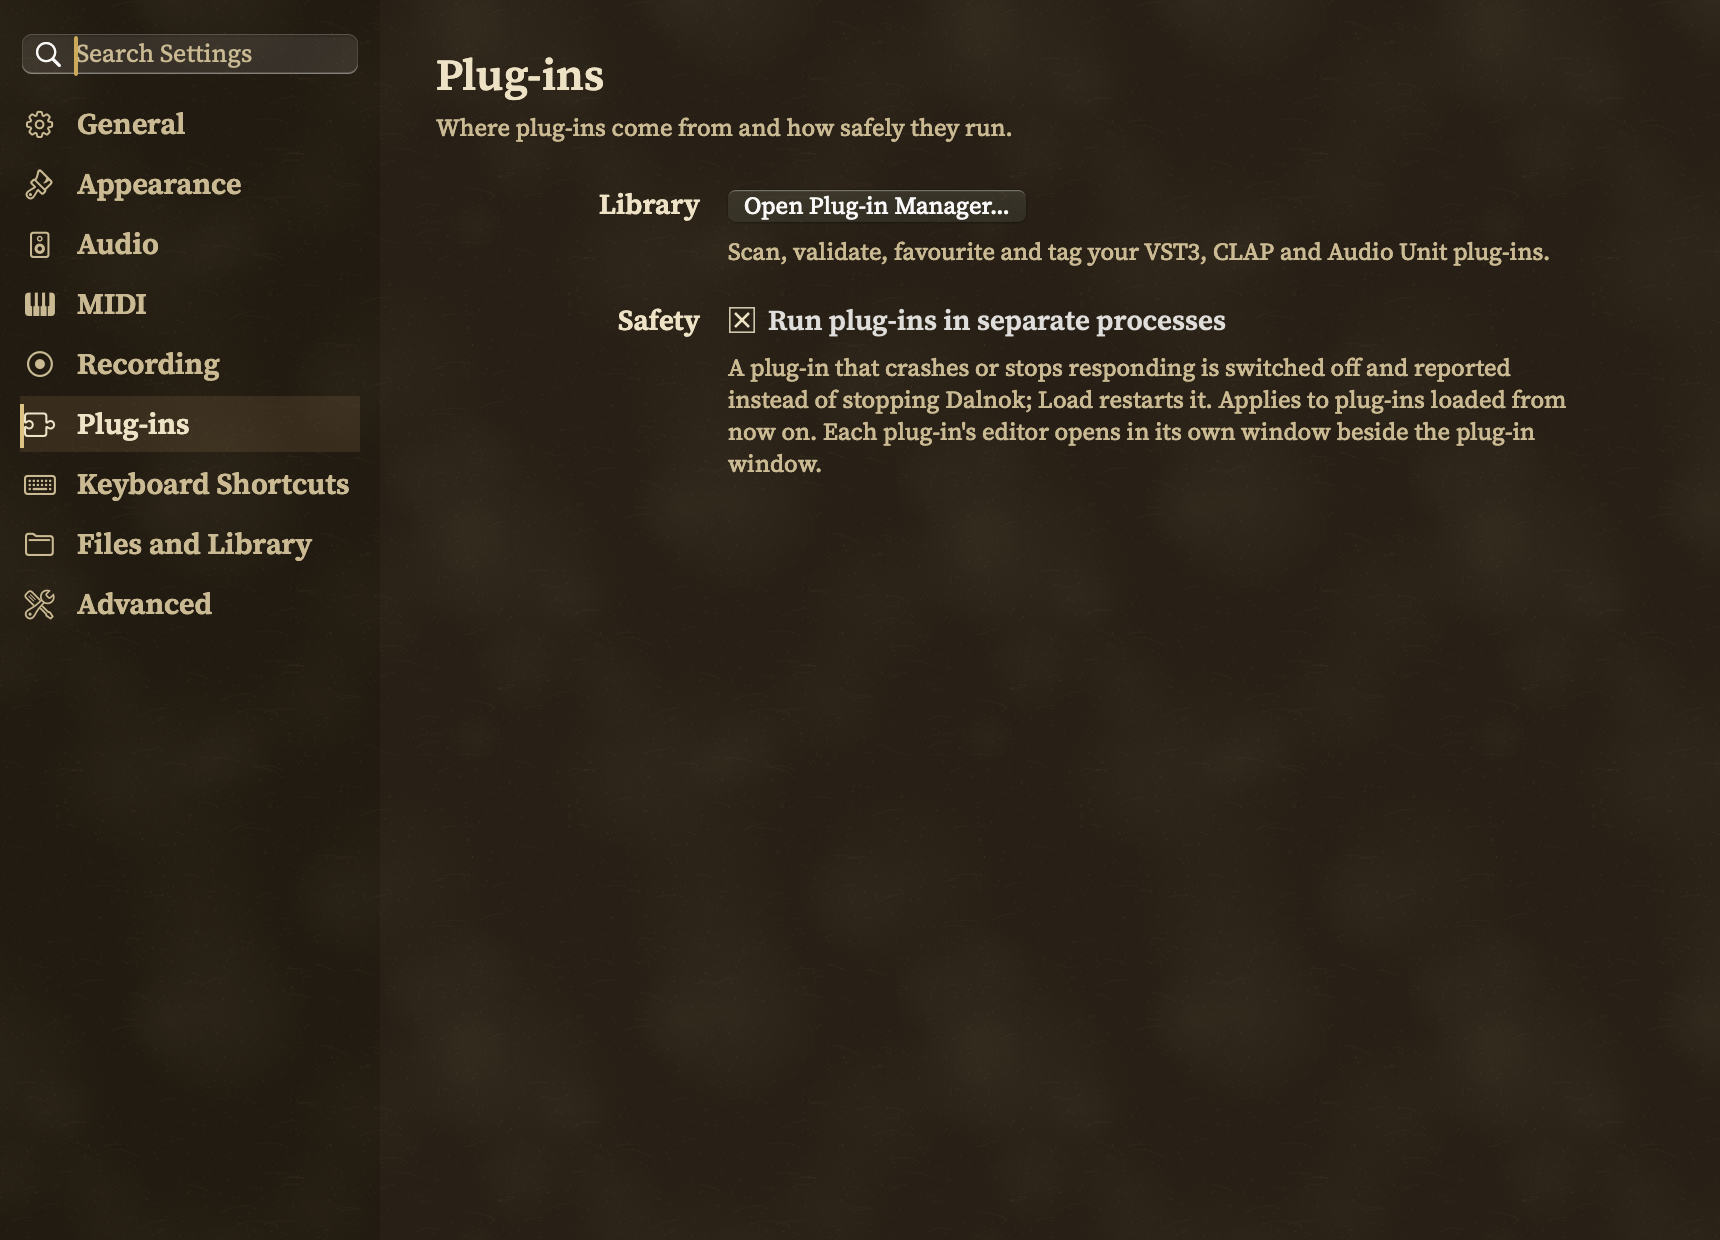 Search Settings
General
Appearance
Audio
MIDI
Recording
Plug-ins
Keyboard Shortcuts
Files and Library
Advanced
Plug-ins
Where plug-ins come from and how safely they run.
Library
Open Plug-in Manager...
Scan, validate, favourite and tag your VST3, CLAP and Audio Unit plug-ins.
Safety
Run plug-ins in separate processes
A plug-in that crashes or stops responding is switched off and reported
instead of stopping Dalnok; Load restarts it. Applies to plug-ins loaded from
now on. Each plug-in's editor opens in its own window beside the plug-in
window.